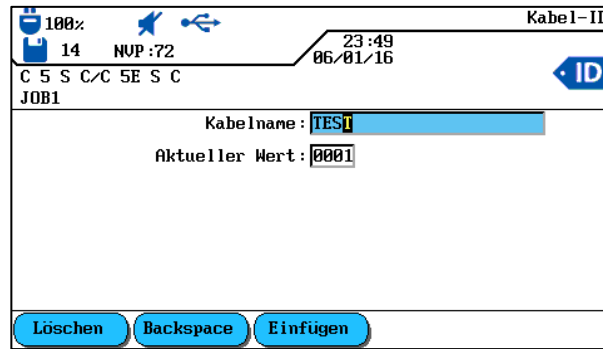 100%
Kabel-ID
14 NVP:72
23:49
06/01/16
C 5 S C/C 5E S C
JOB1
ID
Kabelname: TEST
Aktueller Wert: 0001
Löschen Backspace Einfügen